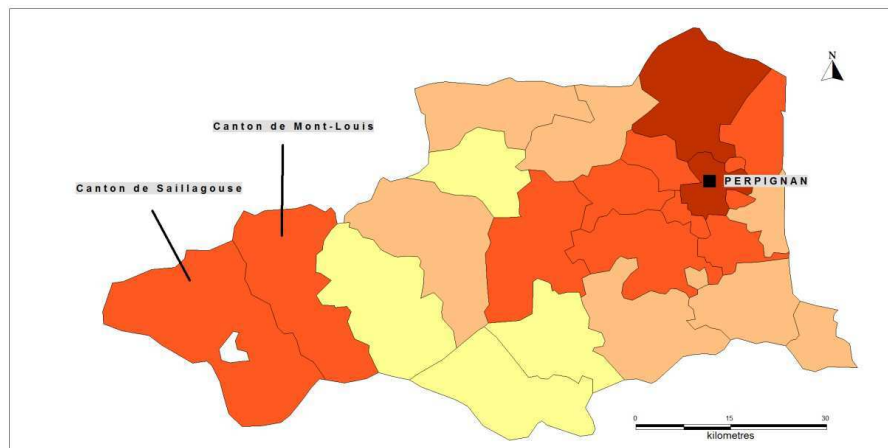 N
Canton de Mont-Louis
Canton de Saillagouse
PERPIGNAN
0 15 30
kilometres